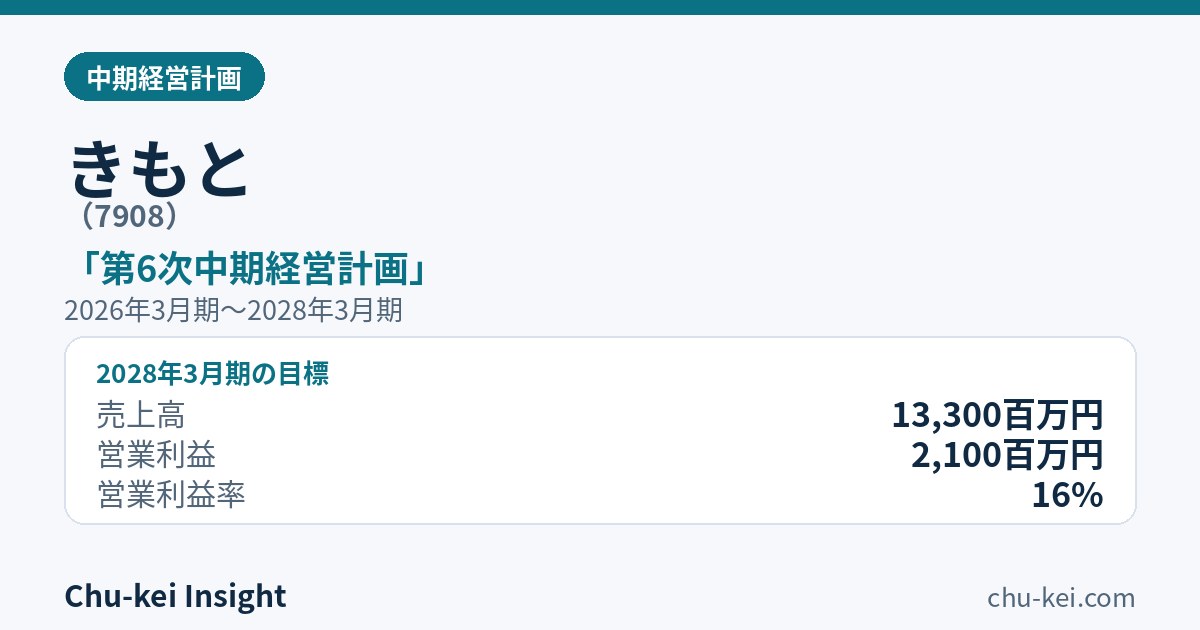 中期経営計画
きもと
（7908）
「第6次中期経営計画」
2026年3月期～2028年3月期
2028年3月期の目標
売上高 13,300百万円
営業利益 2,100百万円
営業利益率 16%
Chu-kei Insight chu-kei.com